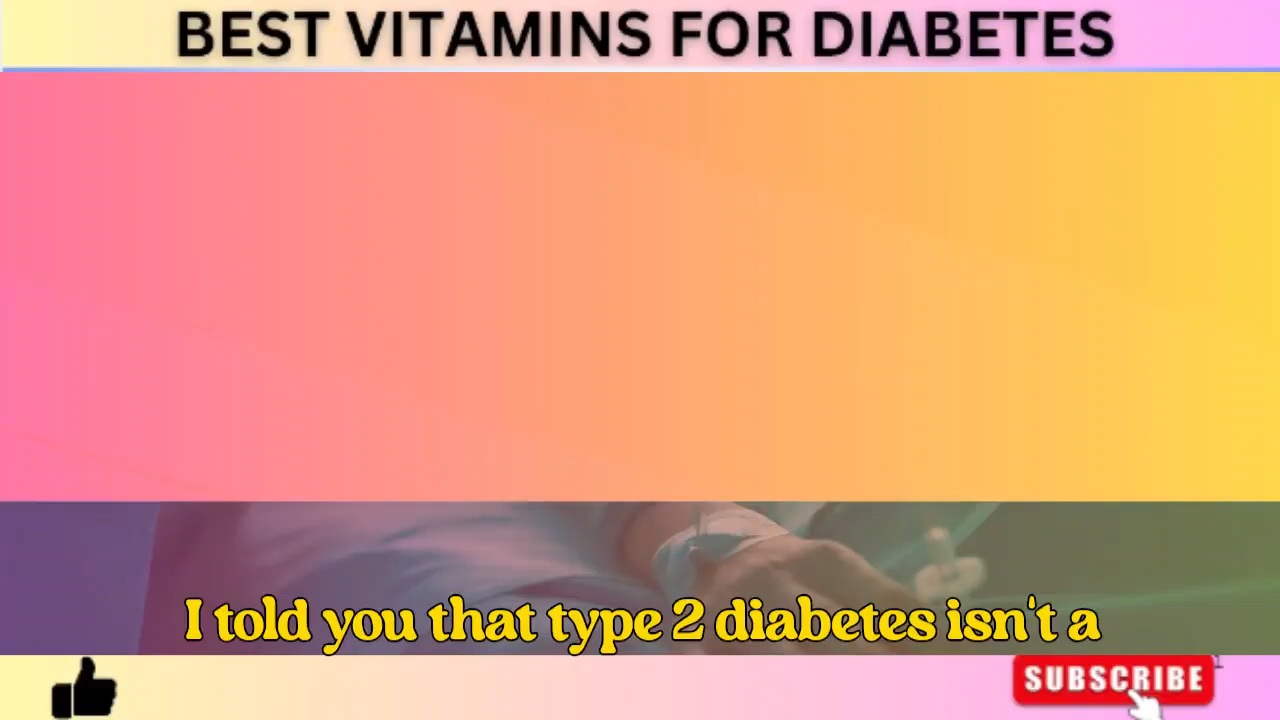 BEST VITAMINS FOR DIABETES
I told you that type 2 diabetes isn't a
SUBSCRIBE